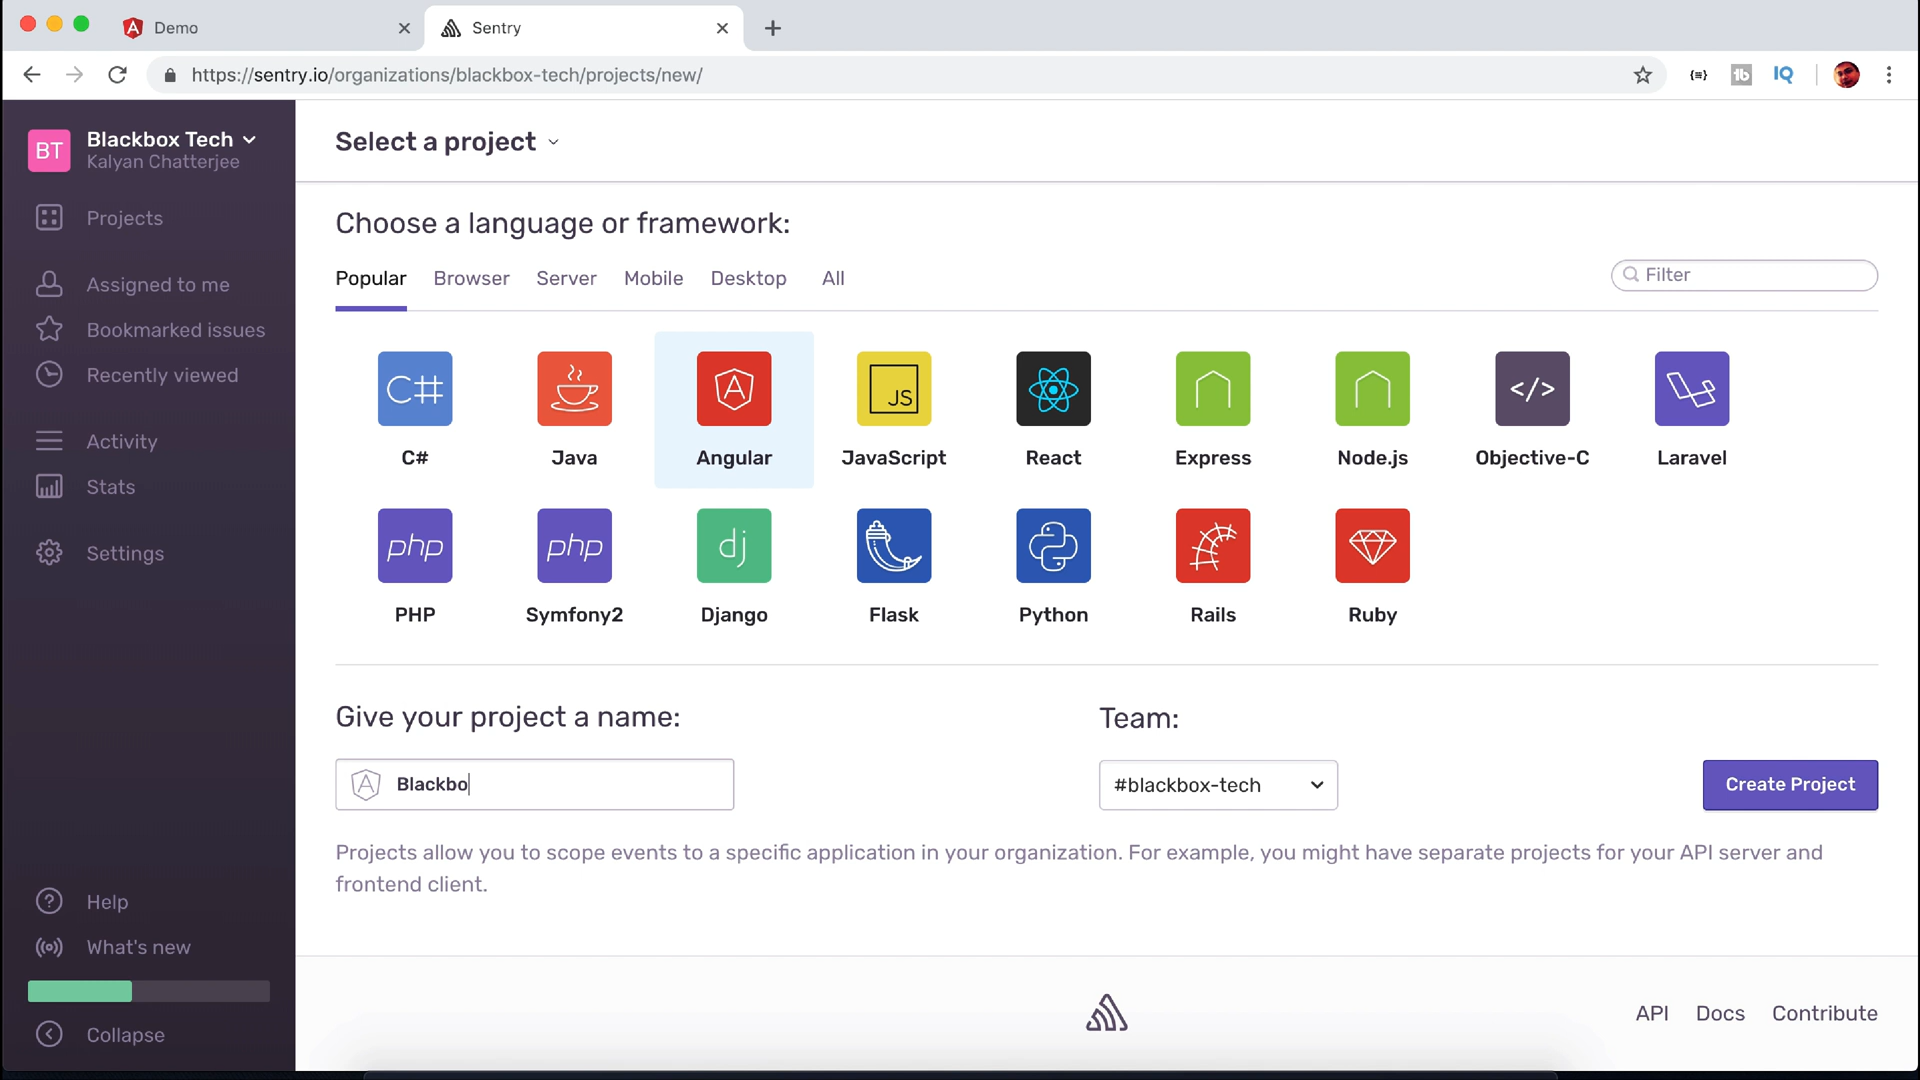 Demo
Sentry
https://sentry.io/organizations/blackbox-tech/projects/new/
IQ
BT
Blackbox Tech
Kalyan Chatterjee
Projects
Assigned to me
Bookmarked issues
Recently viewed
Activity
Stats
Settings
Help
What's new
Collapse
Select a project
Choose a language or framework:
Popular Browser Server Mobile Desktop All
Filter
C#
JS
</>
C# Java Angular JavaScript React Express Node.js Objective-C Laravel
php php dj
PHP Symfony2 Django Flask Python Rails Ruby
Give your project a name:
Team:
Blackbo
#blackbox-tech
Create Project
Projects allow you to scope events to a specific application in your organization. For example, you might have separate projects for your API server and
frontend client.
API Docs Contribute